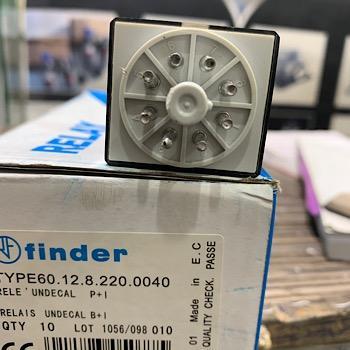 RELAY
finder
TYPE60.12.8.220.0040
RELE' UNDECAL P+I
RELAIS UNDECAL B+I
QTY 10 LOT 1056/098 010
Made in E.C
QUALITY CHECK. PASSE
01
CE